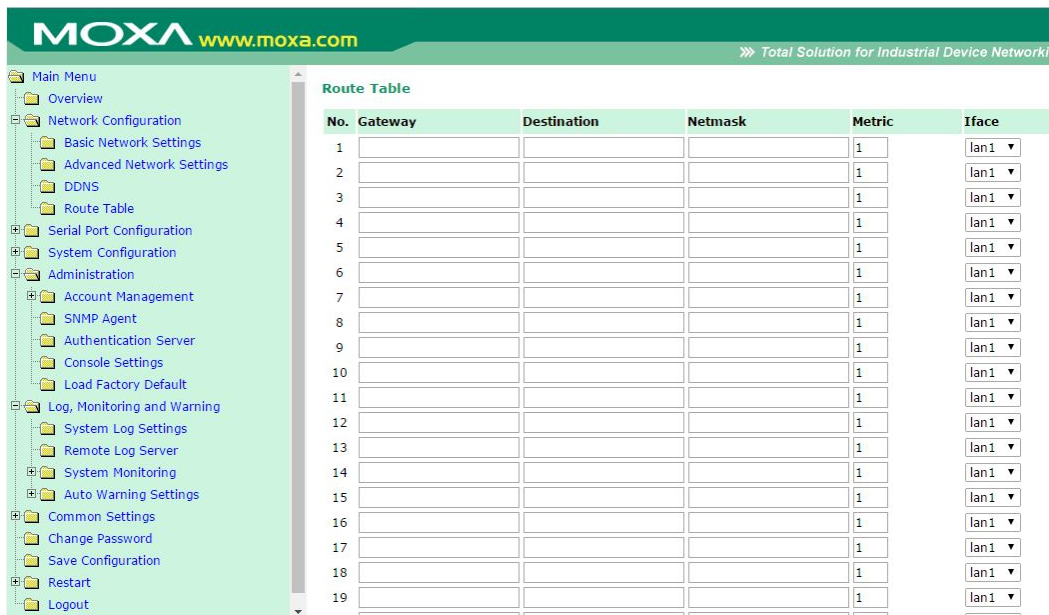 MOXA www.moxa.com
Total Solution for Industrial Device Networki
Main Menu
Overview
Network Configuration
Basic Network Settings
Advanced Network Settings
DDNS
Route Table
Serial Port Configuration
System Configuration
Administration
Account Management
SNMP Agent
Authentication Server
Console Settings
Load Factory Default
Log, Monitoring and Warning
System Log Settings
Remote Log Server
System Monitoring
Auto Warning Settings
Common Settings
Change Password
Save Configuration
Restart
Logout
Route Table
No. Gateway Destination Netmask Metric Iface
1 1 lan1
2 1 lan1
3 1 lan1
4 1 lan1
5 1 lan1
6 1 lan1
7 1 lan1
8 1 lan1
9 1 lan1
10 1 lan1
11 1 lan1
12 1 lan1
13 1 lan1
14 1 lan1
15 1 lan1
16 1 lan1
17 1 lan1
18 1 lan1
19 1 lan1